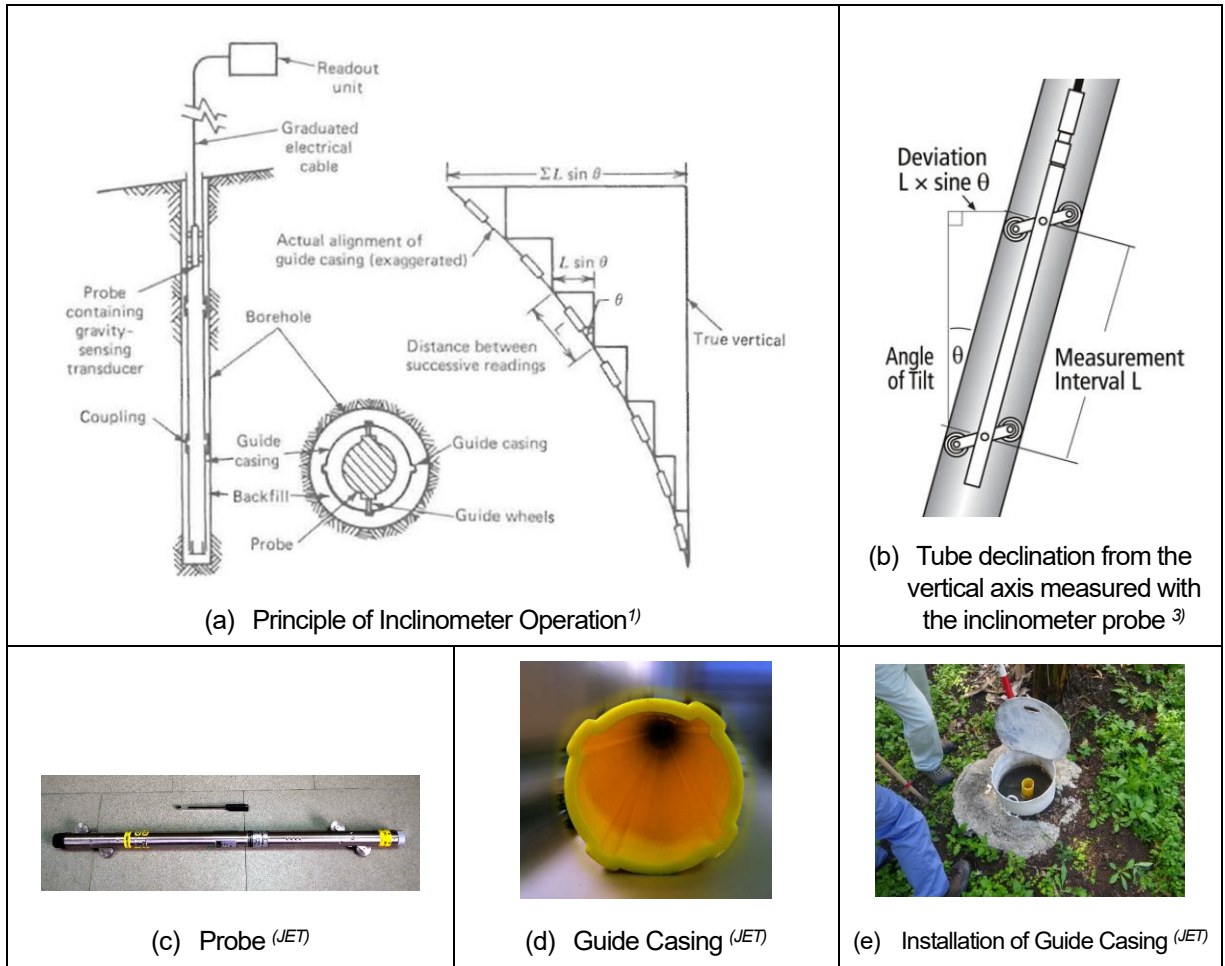 Readout
unit
Graduated
electrical
cable
Σ L sin θ
Actual alignment of
guide casing (exaggerated)
L sin θ
θ
Probe
containing
gravity-
sensing
transducer
Borehole
L
Distance between
successive readings
True vertical
Coupling
Guide
casing
Guide casing
Backfill
Guide wheels
Probe
(a) Principle of Inclinometer Operation1)
Deviation
L × sine θ
Angle
of Tilt
θ
Measurement
Interval L
(b) Tube declination from the
vertical axis measured with
the inclinometer probe 3)
(c) Probe (JET)
(d) Guide Casing (JET)
(e) Installation of Guide Casing (JET)